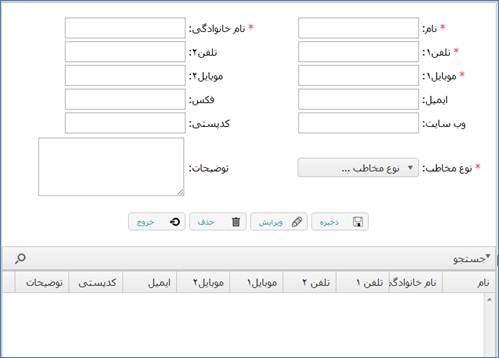 * نام: * نام خانوادگی:
* تلفن۱: تلفن۲:
* موبایل۱: موبایل۲:
ایمیل: فکس:
وب سایت: کدپستی:
* نوع مخاطب: نوع مخاطب ... توضیحات:
ذخیره ویرایش حذف خروج
جستجو
نام نام خانوادگی تلفن ۱ تلفن ۲ موبایل۱ موبایل۲ ایمیل کدپستی توضیحات